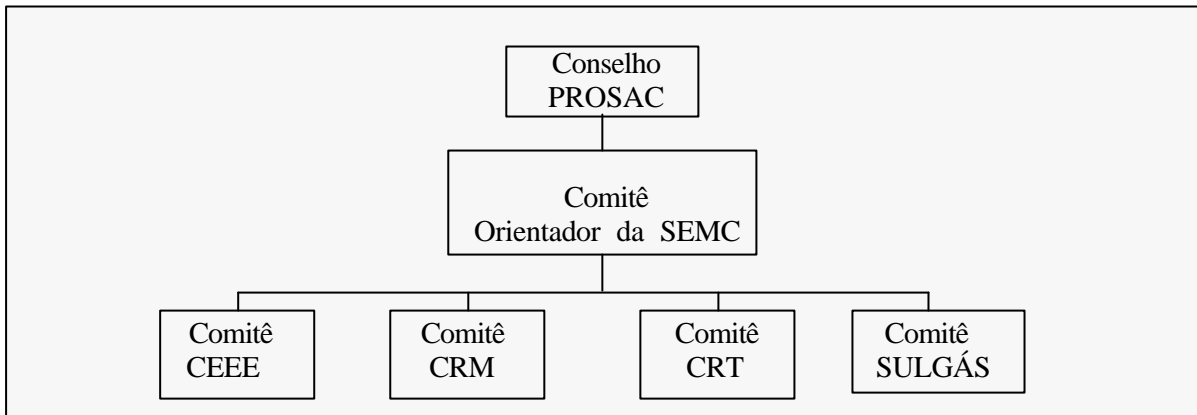 Conselho
PROSAC
Comitê
Orientador da SEMC
Comitê
CEEE
Comitê
CRM
Comitê
CRT
Comitê
SULGÁS